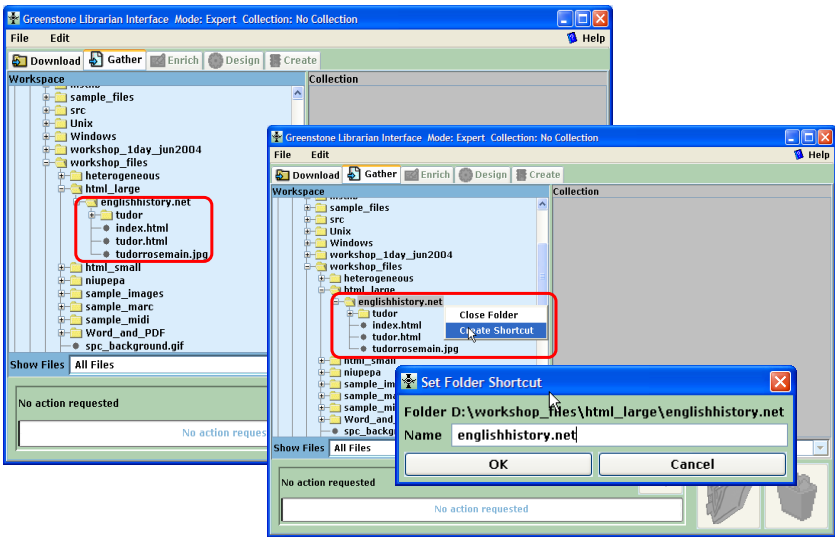 Greenstone Librarian Interface Mode: Expert Collection: No Collection
File Edit Help
Download Gather Enrich Design Create
Workspace Collection
sample_files
src
Unix
Windows
workshop_1day_jun2004
workshop_files
heterogeneous
html_large
englishhistory.net
tudor
index.html
tudor.html
tudorrosemain.jpg
html_small
niupepa
sample_images
sample_marc
sample_midi
Word_and_PDF
spc_background.gif
Show Files All Files
No action requested
No action reques
Greenstone Librarian Interface Mode: Expert Collection: No Collection
File Edit Help
Download Gather Enrich Design Create
Workspace Collection
sample_files
src
Unix
Windows
workshop_1day_jun2004
workshop_files
heterogeneous
html_large
englishhistory.net
Close Folder
Create Shortcut
tudor
index.html
tudor.html
tudorrosemain.jpg
html_small
niupepa
sample_im
sample_ma
sample_mi
Word_and_
spc_backg
Show Files All Files
No action requested
No action requested
Set Folder Shortcut
Folder D:\workshop_files\html_large\englishhistory.net
Name englishhistory.net
OK Cancel